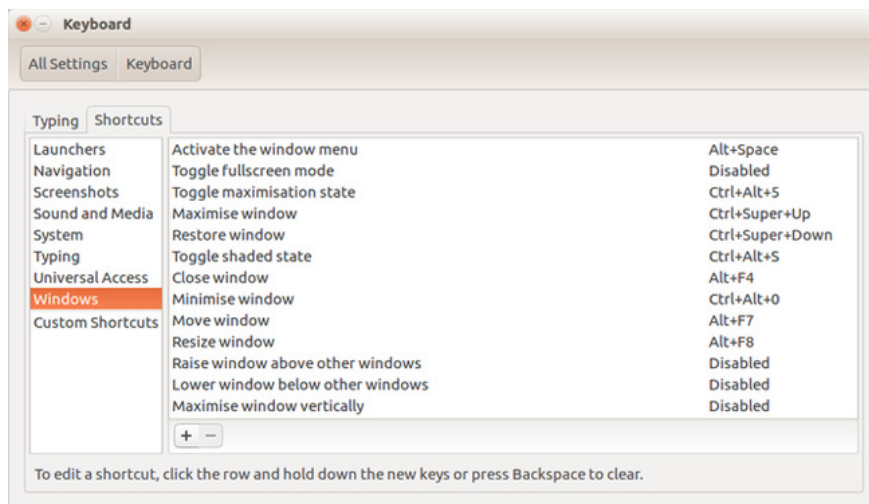 Keyboard
All Settings Keyboard
Typing Shortcuts
Launchers
Navigation
Screenshots
Sound and Media
System
Typing
Universal Access
Windows
Custom Shortcuts
Activate the window menu Alt+Space
Toggle fullscreen mode Disabled
Toggle maximisation state Ctrl+Alt+5
Maximise window Ctrl+Super+Up
Restore window Ctrl+Super+Down
Toggle shaded state Ctrl+Alt+S
Close window Alt+F4
Minimise window Ctrl+Alt+0
Move window Alt+F7
Resize window Alt+F8
Raise window above other windows Disabled
Lower window below other windows Disabled
Maximise window vertically Disabled
+ −
To edit a shortcut, click the row and hold down the new keys or press Backspace to clear.